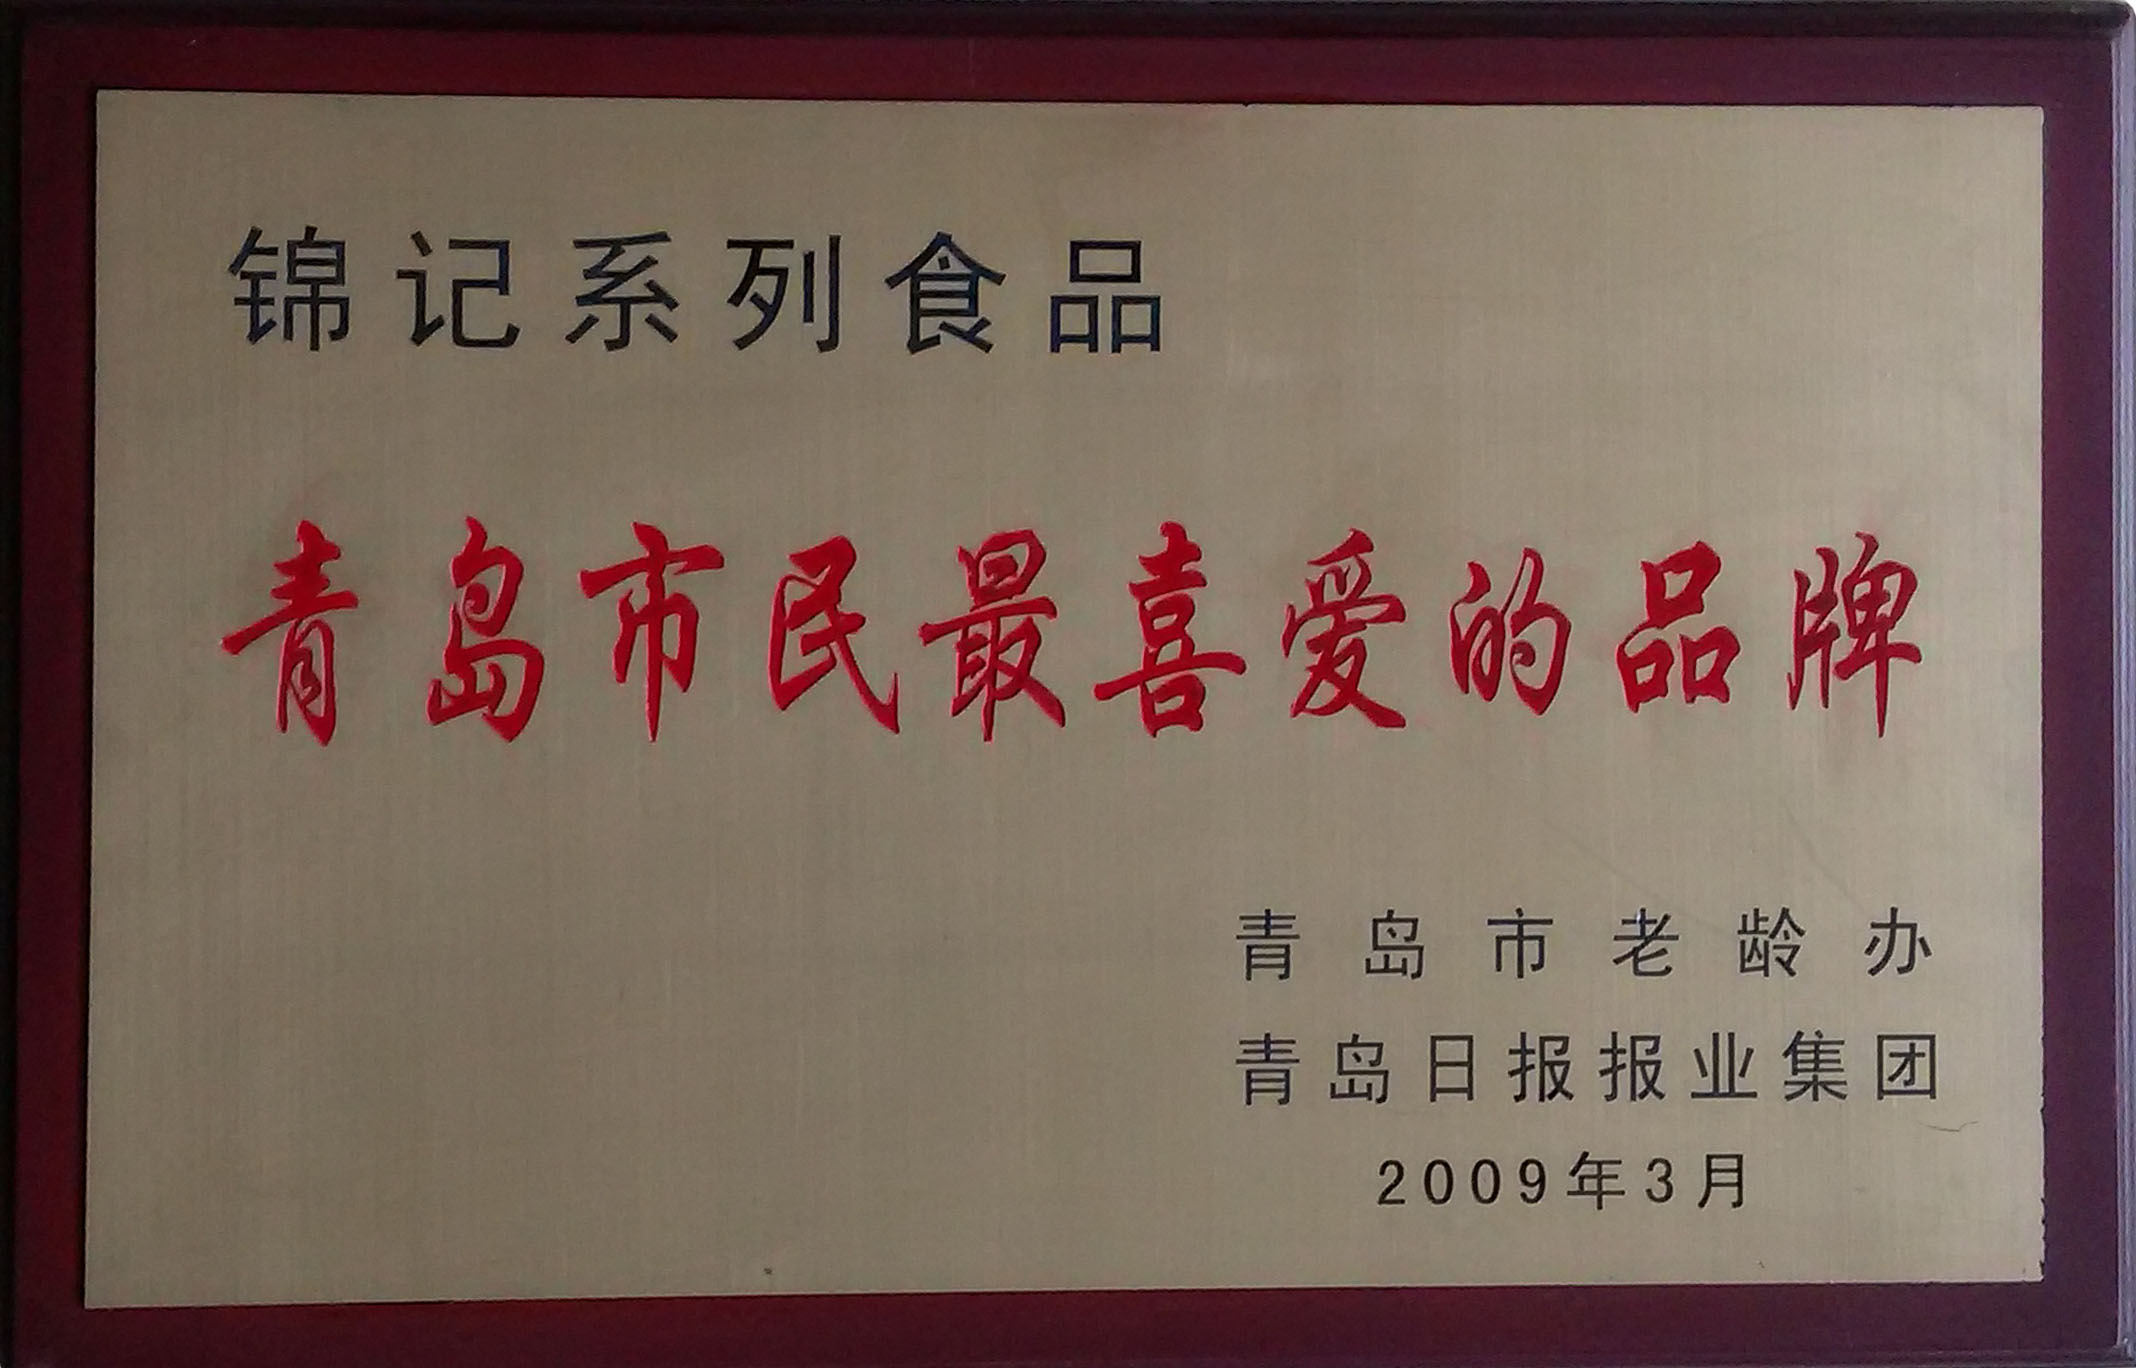 锦记系列食品
青岛市民最喜爱的品牌
青岛市老龄办
青岛日报报业集团
2009年3月